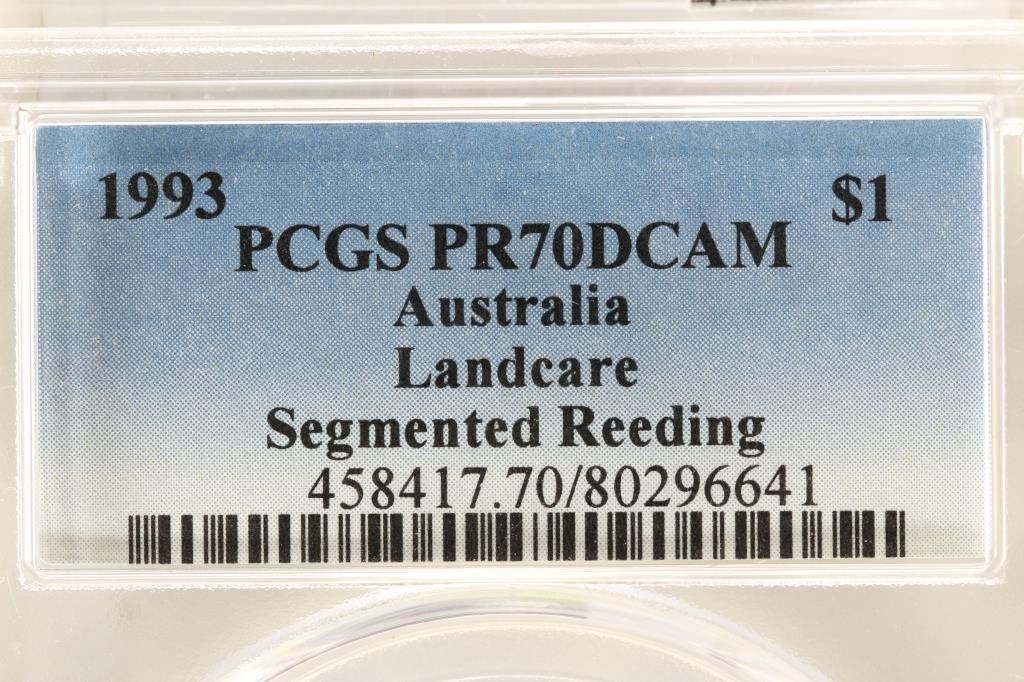 1993 $1
PCGS PR70DCAM
Australia
Landcare
Segmented Reeding
458417.70/80296641